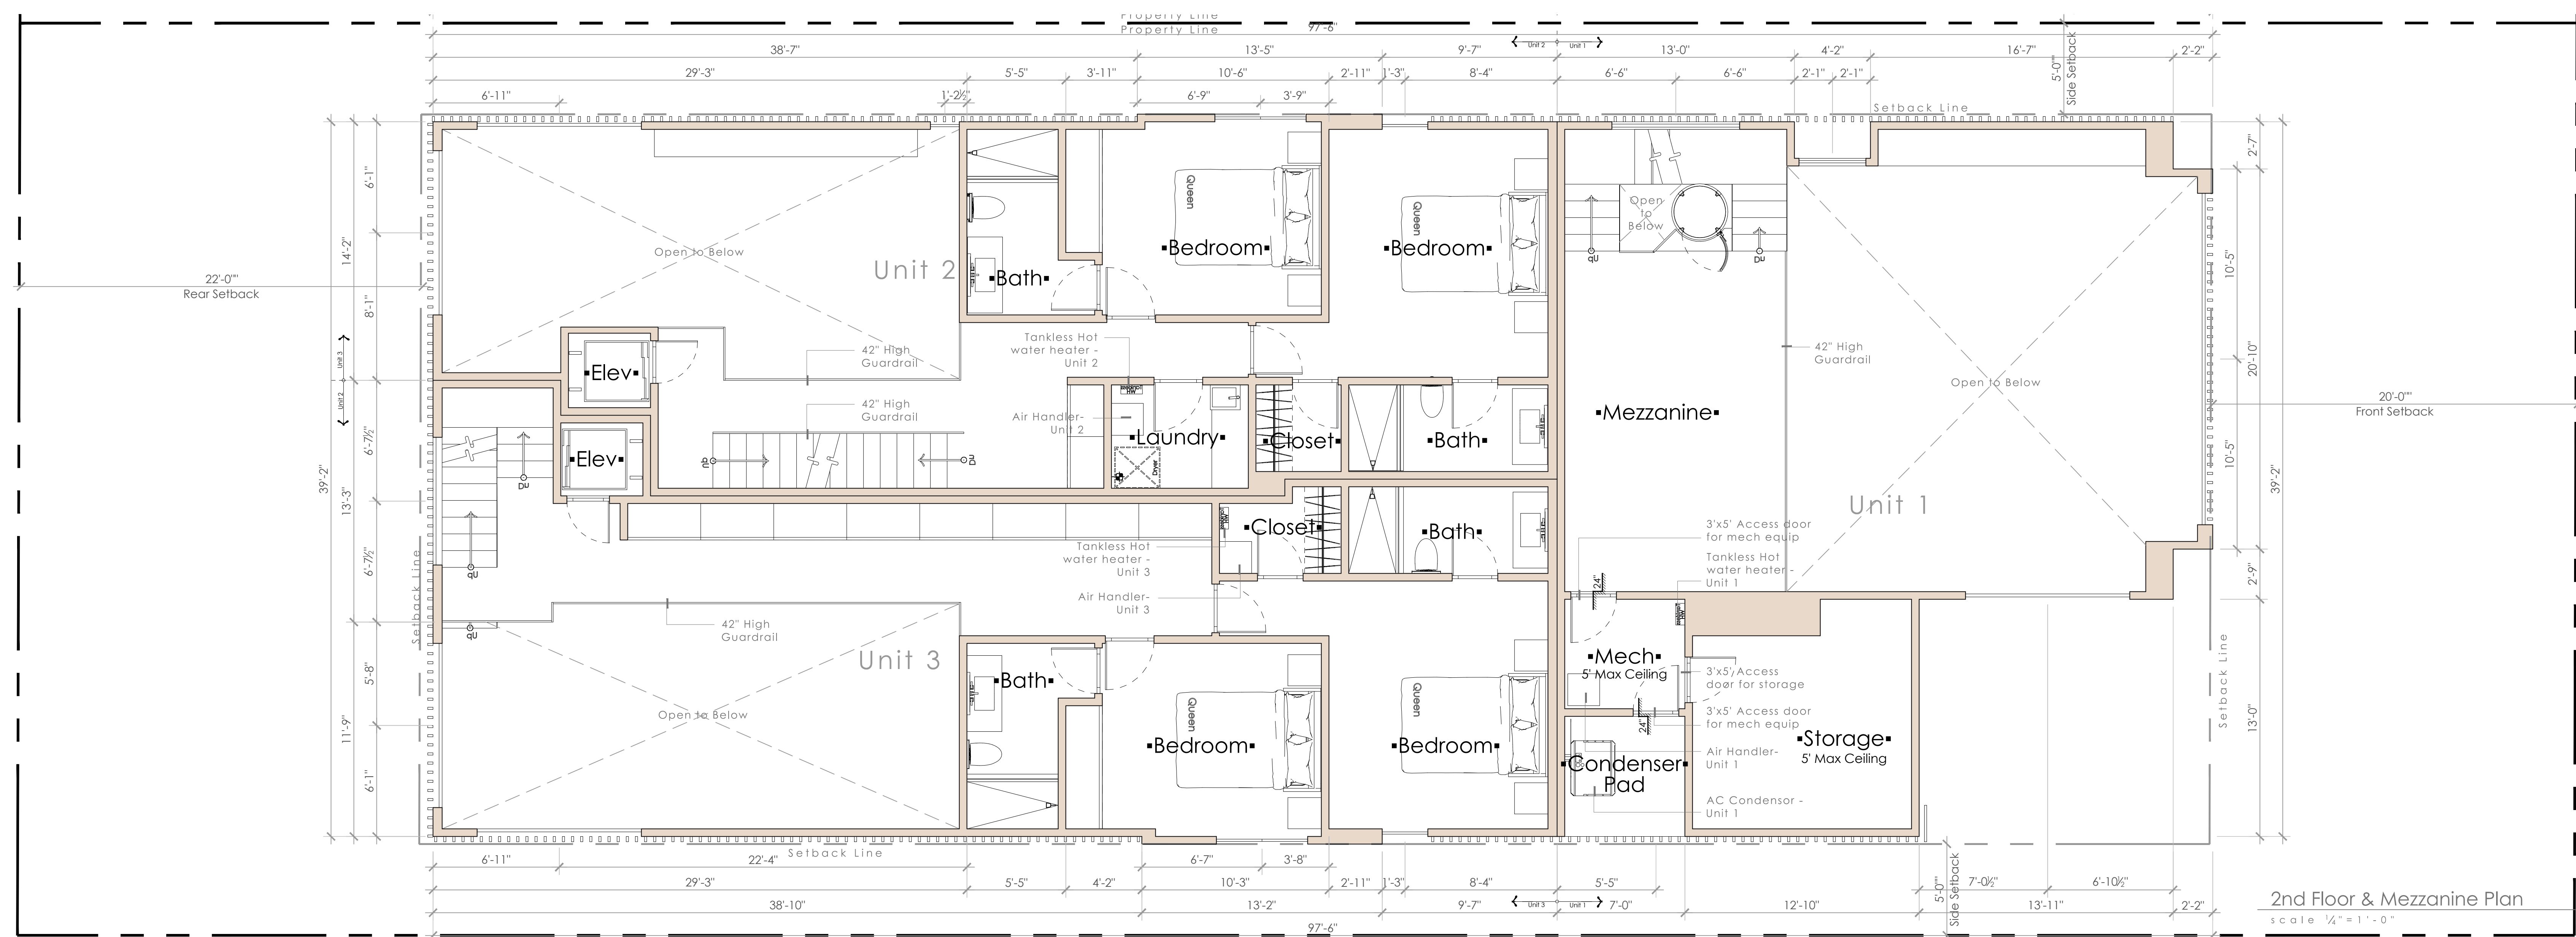 Property Line
Property Line
97'-6"
38'-7"
13'-5"
9'-7"
Unit 2
Unit 1
13'-0"
4'-2"
16'-7"
2'-2"
29'-3"
5'-5"
3'-11"
10'-6"
2'-11"
1'-3"
8'-4"
6'-6"
6'-6"
2'-1"
2'-1"
5'-0"
Side Setback
6'-11"
1'-2½"
6'-9"
3'-9"
Setback Line
22'-0""
Rear Setback
39'-2"
14'-2"
13'-3"
11'-9"
6'-1"
8'-1"
6'-7½"
6'-7½"
5'-8"
6'-1"
Unit 3
Unit 2
Setback Line
Open to Below
Unit 2
Bath
Queen
Bedroom
Queen
Bedroom
Elev
42" High
Guardrail
Tankless Hot
water heater -
Unit 2
42" High
Guardrail
Air Handler-
Unit 2
Up
Dn
HW
Laundry
Dryer
Closet
Bath
Elev
Dn
Up
Up
Closet
Bath
Tankless Hot
water heater -
Unit 3
Air Handler-
Unit 3
42" High
Guardrail
Unit 3
Open to Below
Bath
Queen
Bedroom
Queen
Bedroom
Open
to
Below
Up
Dn
Mezzanine
42" High
Guardrail
Open to Below
Unit 1
3'x5' Access door
for mech equip
Tankless Hot
water heater -
Unit 1
24"
Mech
5' Max Ceiling
3'x5' Access
door for storage
3'x5' Access door
for mech equip
24"
Storage
5' Max Ceiling
Air Handler-
Unit 1
Condenser
Pad
AC Condensor -
Unit 1
2'-7"
10'-5"
20'-10"
10'-5"
39'-2"
2'-9"
13'-0"
Setback Line
20'-0""
Front Setback
Setback Line
6'-11"
22'-4"
6'-7"
3'-8"
29'-3"
5'-5"
4'-2"
10'-3"
2'-11"
1'-3"
8'-4"
5'-5"
7'-0½"
6'-10½"
38'-10"
13'-2"
9'-7"
Unit 3
Unit 1
7'-0"
12'-10"
13'-11"
2'-2"
5'-0"
Side Setback
97'-6"
2nd Floor & Mezzanine Plan
scale ¼"=1'-0"